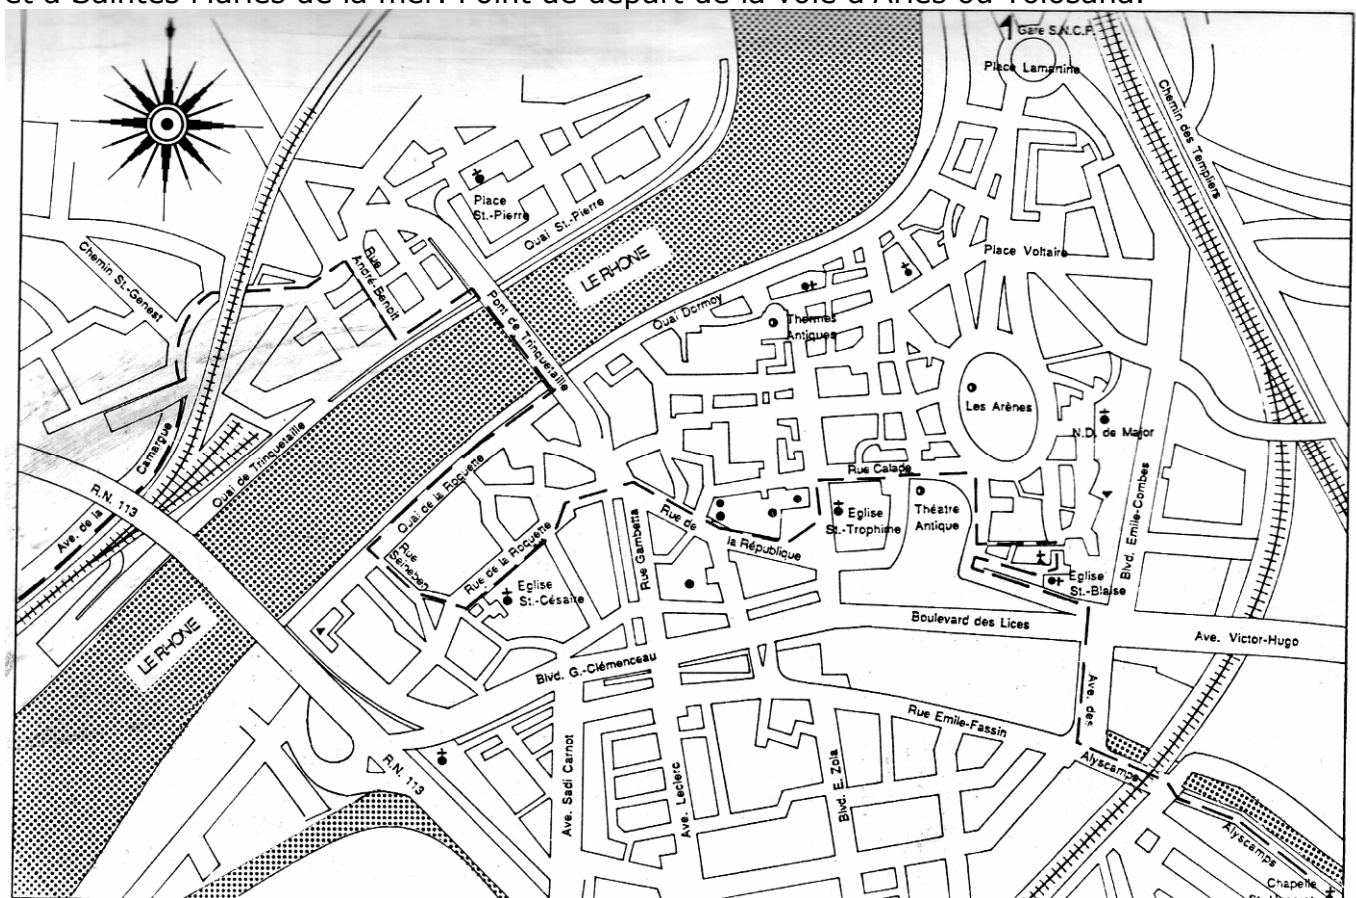 et à Saintes Maries de la mer. Point de départ de la Voie d'Arles ou Tolosana.
Gare S.N.C.F.
Place Lamartine
Chemin des Templiers
Place
St.-Pierre
Quai St.-Pierre
Rue
André-Benoit
Chemin
St.-Genest
LE RHONE
Place Voltaire
Pont de Trinquetaille
Quai Dormoy
Thermes
Antiques
Les Arènes
N.D. de Major
Camargue
Ave. de la
R.N. 113
Quai de Trinquetaille
Quai de la Roquette
Rue Calade
Rue de
la République
Eglise
St.-Trophime
Théatre
Antique
Blvd. Emile-Combes
Rue Gambetta
Rue de la Roquette
Rue
Eglise
St.-Césaire
Eglise
St.-Blaise
Boulevard des Lices
Ave. Victor-Hugo
LE RHONE
Blvd. G.-Clémenceau
Rue Emile-Fassin
Ave. des
Alyscamps
R.N. 113
Ave. Sadi Carnot
Ave. Leclerc
Blvd. E. Zola
Alyscamps
Chapelle